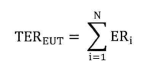 TER_EUT = ∑_{i=1}^{N} ER_i